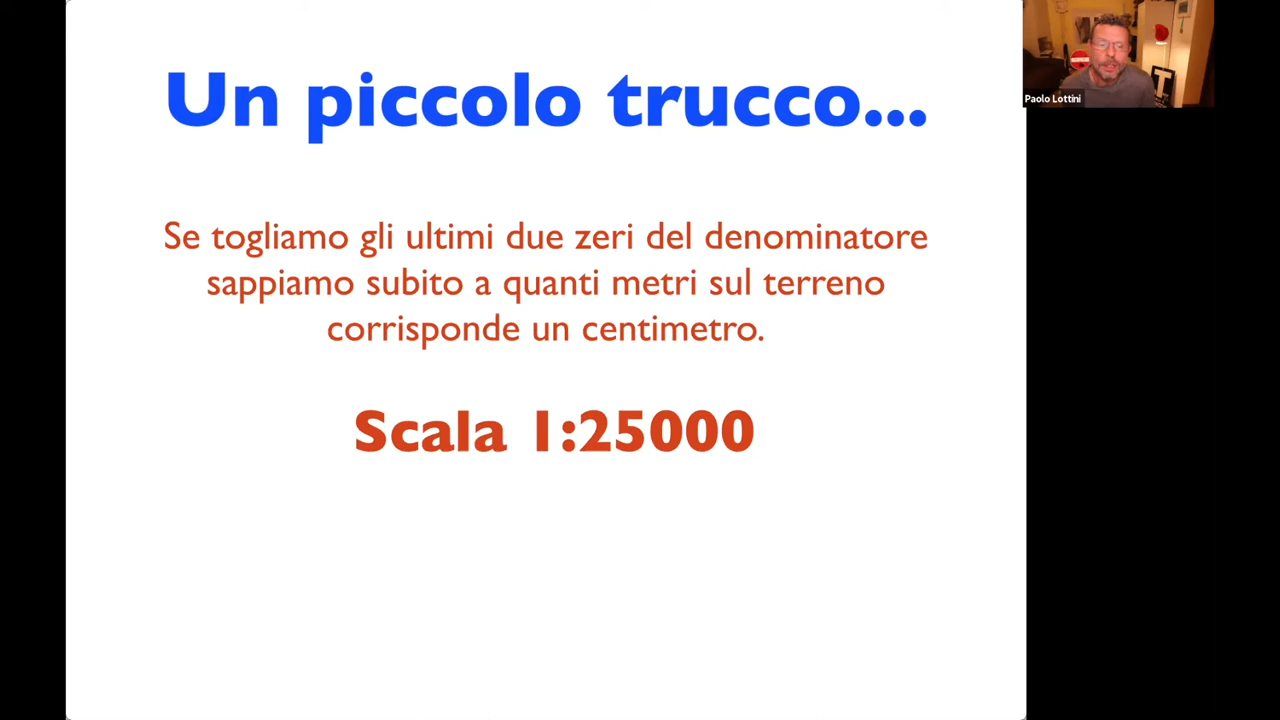 Un piccolo trucco...
Se togliamo gli ultimi due zeri del denominatore
sappiamo subito a quanti metri sul terreno
corrisponde un centimetro.
Scala 1:25000
Paolo Lottini